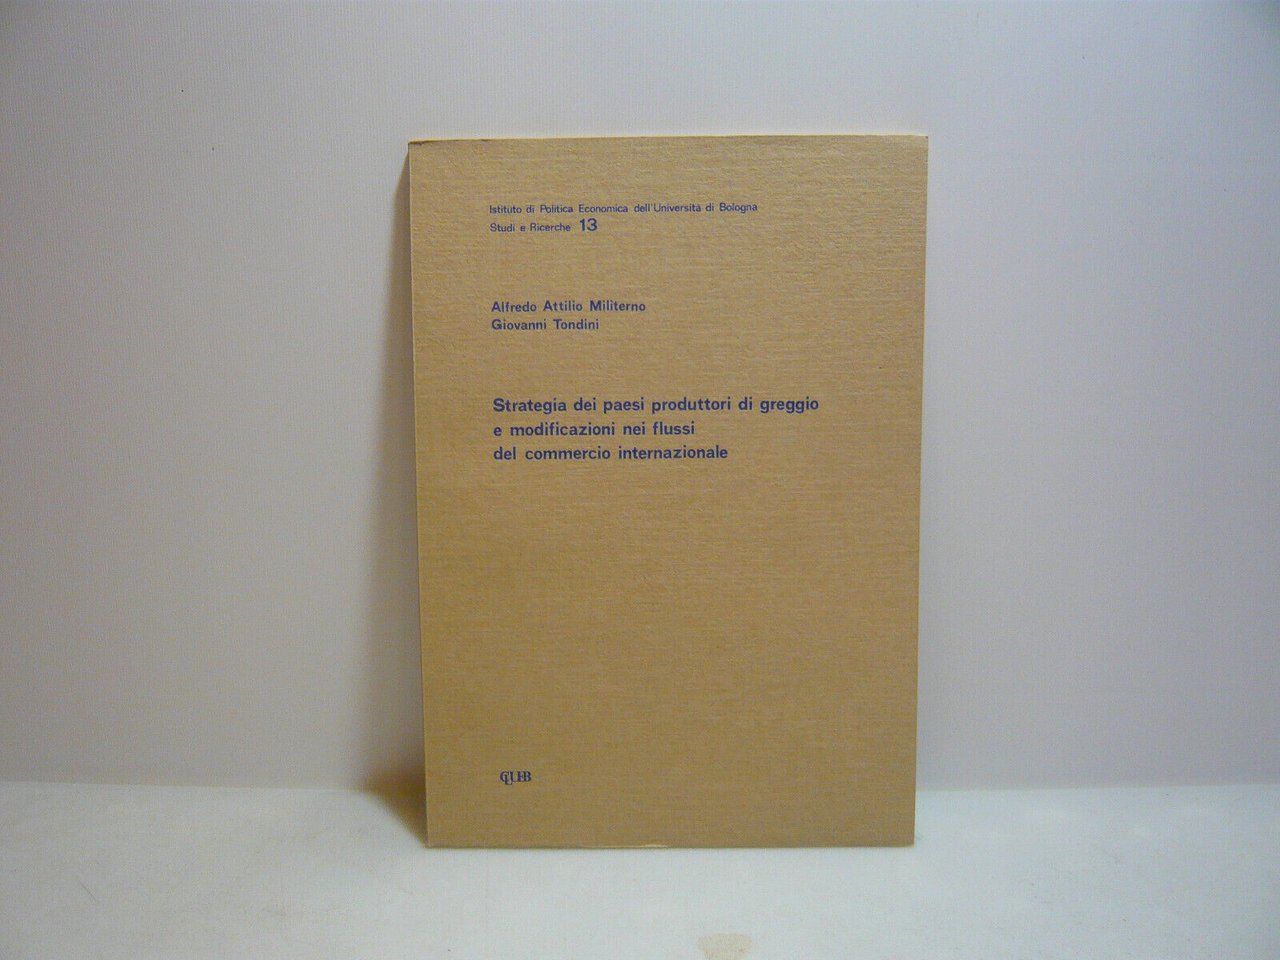 Istituto di Politica Economica dell'Università di Bologna
Studi e Ricerche 13
Alfredo Attilio Militerno
Giovanni Tondini
Strategia dei paesi produttori di greggio
e modificazioni nei flussi
del commercio internazionale
CLUEB